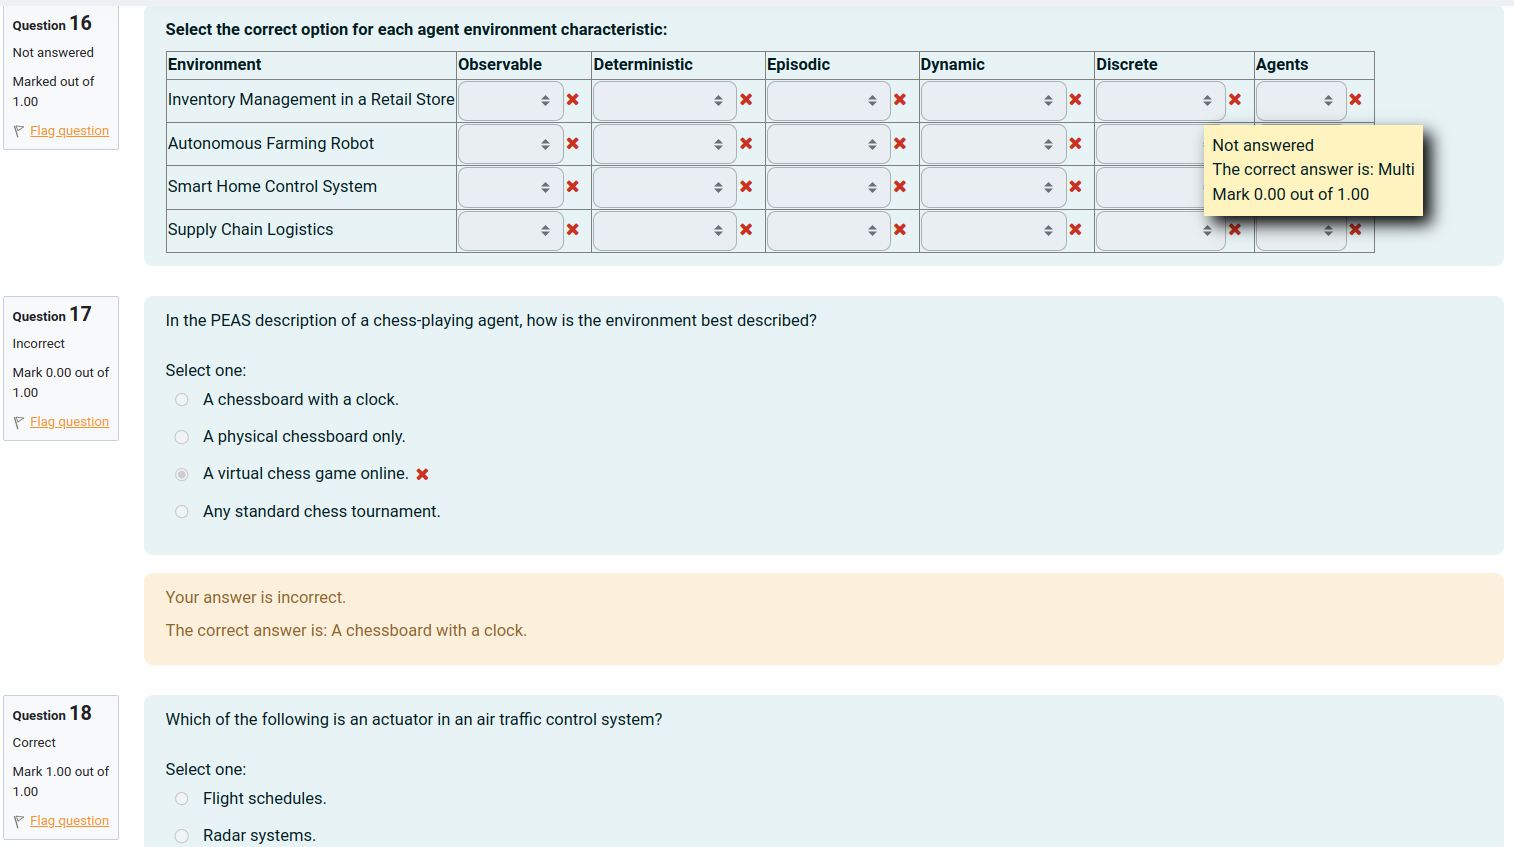 Question 16
Not answered
Marked out of
1.00
Flag question
Select the correct option for each agent environment characteristic:
Environment Observable Deterministic Episodic Dynamic Discrete Agents
Inventory Management in a Retail Store
Autonomous Farming Robot
Smart Home Control System
Supply Chain Logistics
Not answered
The correct answer is: Multi
Mark 0.00 out of 1.00
Question 17
Incorrect
Mark 0.00 out of
1.00
Flag question
In the PEAS description of a chess-playing agent, how is the environment best described?
Select one:
A chessboard with a clock.
A physical chessboard only.
A virtual chess game online.
Any standard chess tournament.
Your answer is incorrect.
The correct answer is: A chessboard with a clock.
Question 18
Correct
Mark 1.00 out of
1.00
Flag question
Which of the following is an actuator in an air traffic control system?
Select one:
Flight schedules.
Radar systems.